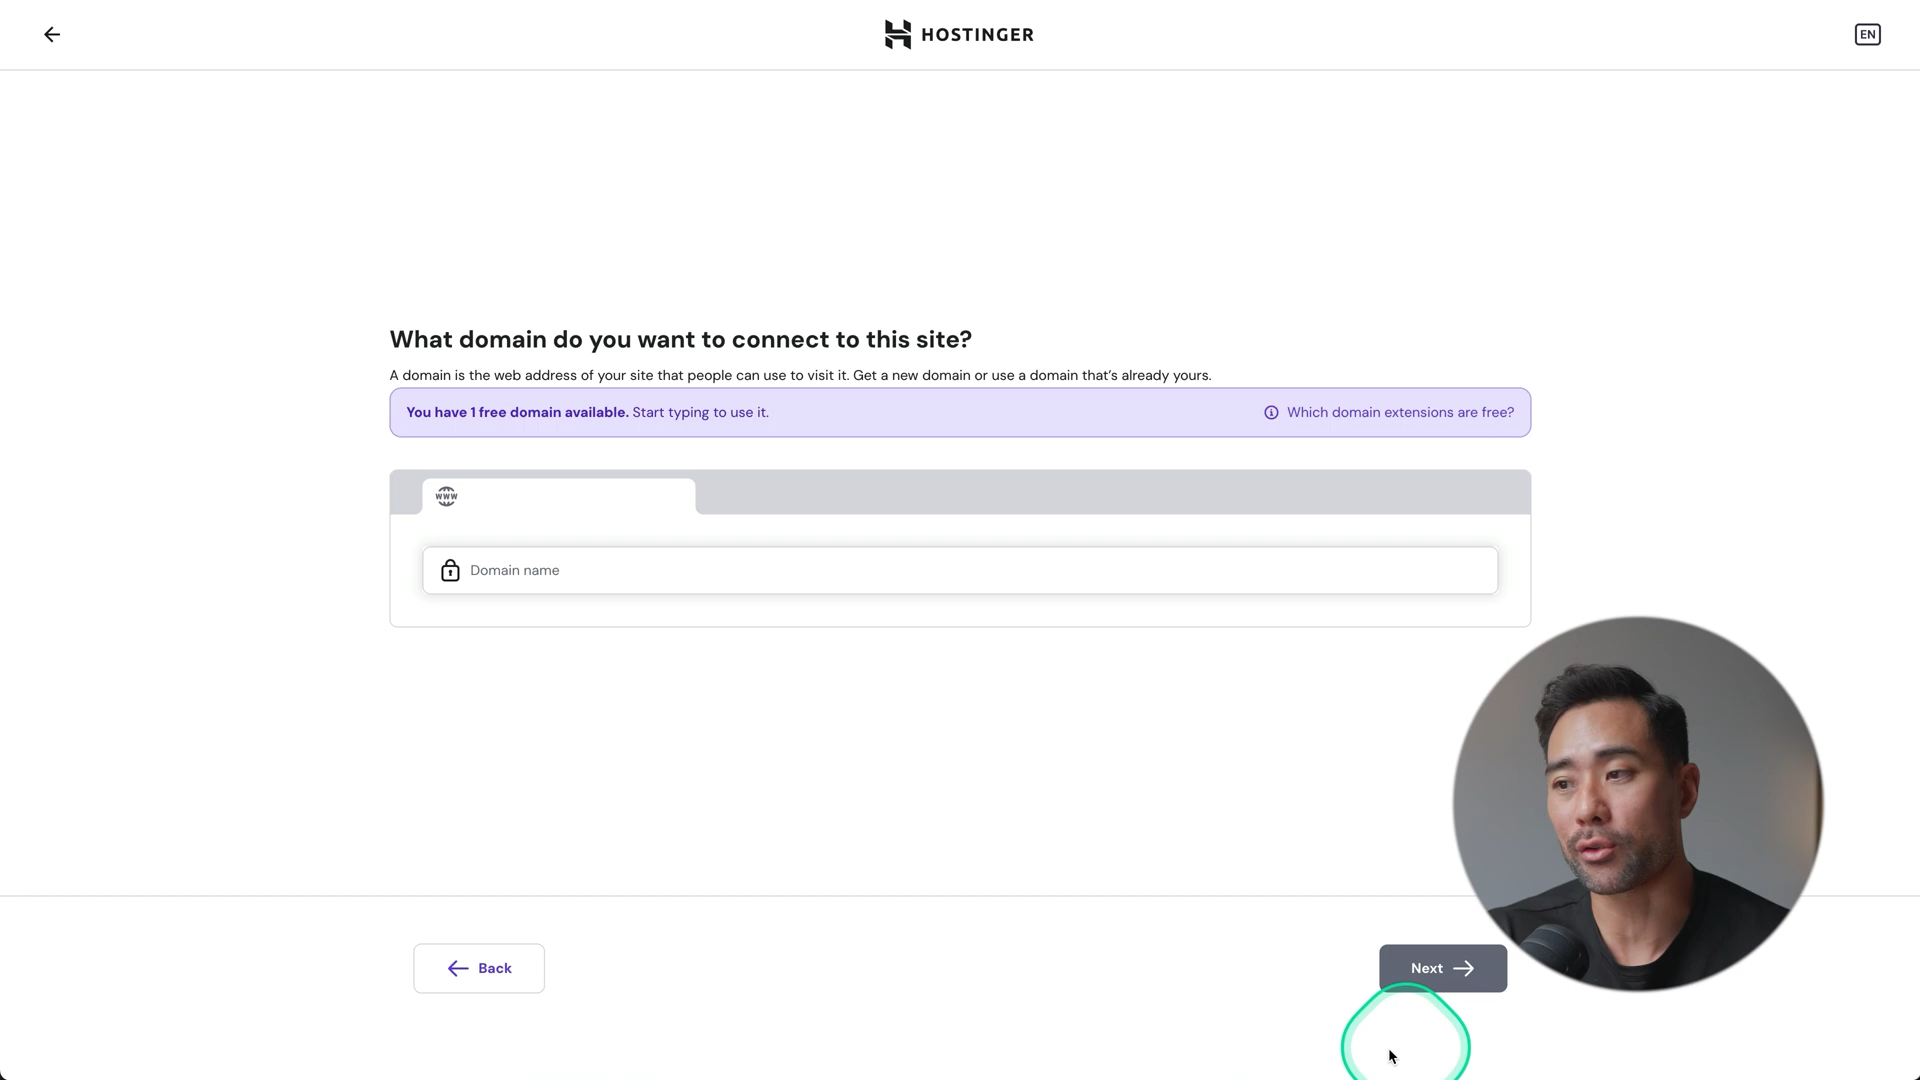 HOSTINGER
EN
What domain do you want to connect to this site?
A domain is the web address of your site that people can use to visit it. Get a new domain or use a domain that’s already yours.
You have 1 free domain available. Start typing to use it.
Which domain extensions are free?
www
Domain name
Back
Next